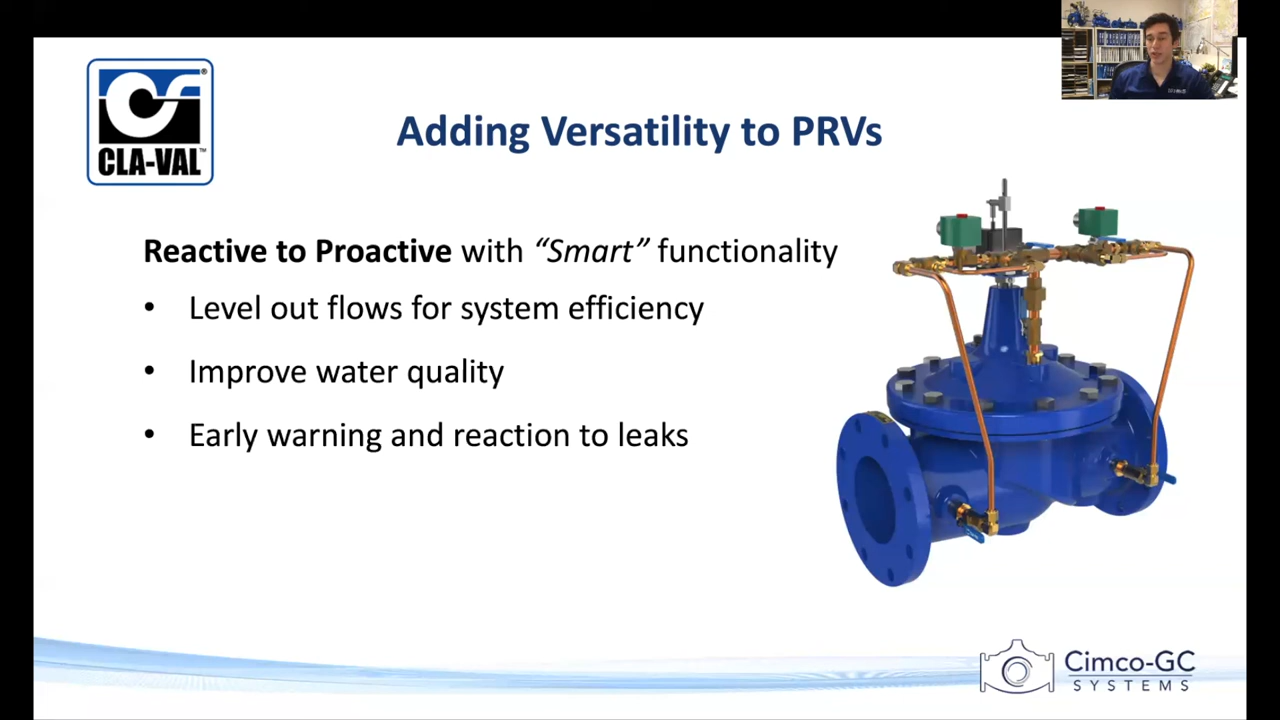 CLA-VAL™
®
Adding Versatility to PRVs
Reactive to Proactive with “Smart” functionality
• Level out flows for system efficiency
• Improve water quality
• Early warning and reaction to leaks
Cimco-GC
SYSTEMS